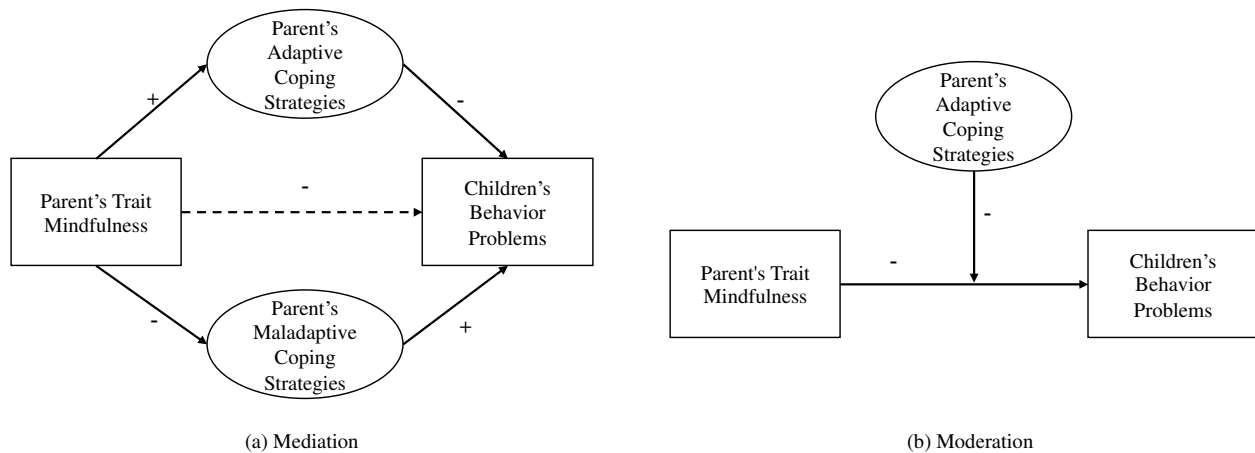 Parent’s
Adaptive
Coping
Strategies
+
-
Parent’s Trait
Mindfulness
-
Children’s
Behavior
Problems
-
Parent’s
Maladaptive
Coping
Strategies
+
(a) Mediation
Parent’s
Adaptive
Coping
Strategies
-
Parent's Trait
Mindfulness
-
Children’s
Behavior
Problems
(b) Moderation